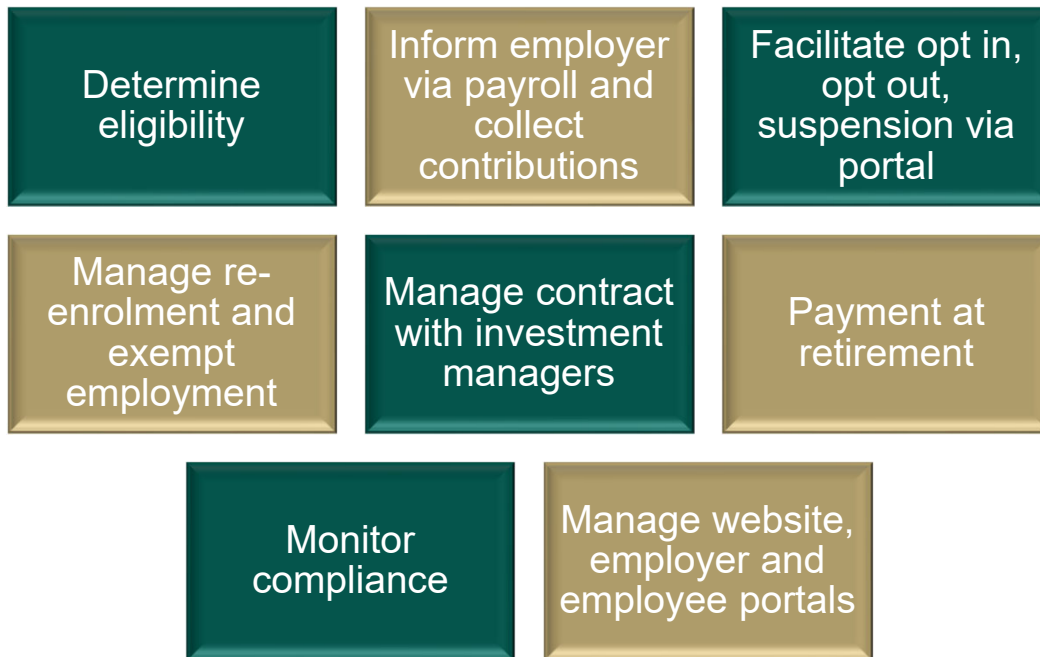 Determine
eligibility
Inform employer
via payroll and
collect
contributions
Facilitate opt in,
opt out,
suspension via
portal
Manage re-
enrolment and
exempt
employment
Manage contract
with investment
managers
Payment at
retirement
Monitor
compliance
Manage website,
employer and
employee portals